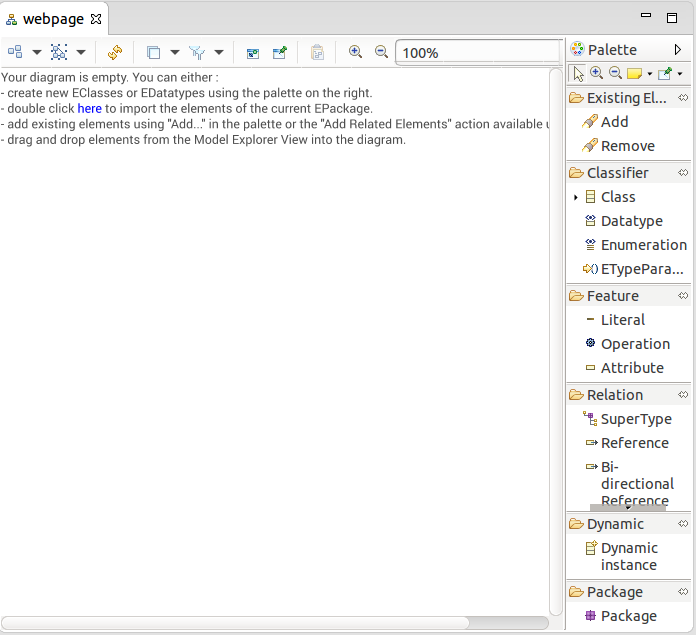 webpage
100%
Your diagram is empty. You can either :
- create new EClasses or EDatatypes using the palette on the right.
- double click here to import the elements of the current EPackage.
- add existing elements using "Add..." in the palette or the "Add Related Elements" action available
- drag and drop elements from the Model Explorer View into the diagram.
Palette
Existing El...
Add
Remove
Classifier
Class
Datatype
Enumeration
ETypePara...
Feature
Literal
Operation
Attribute
Relation
SuperType
Reference
Bi-
directional
Reference
Dynamic
Dynamic
instance
Package
Package